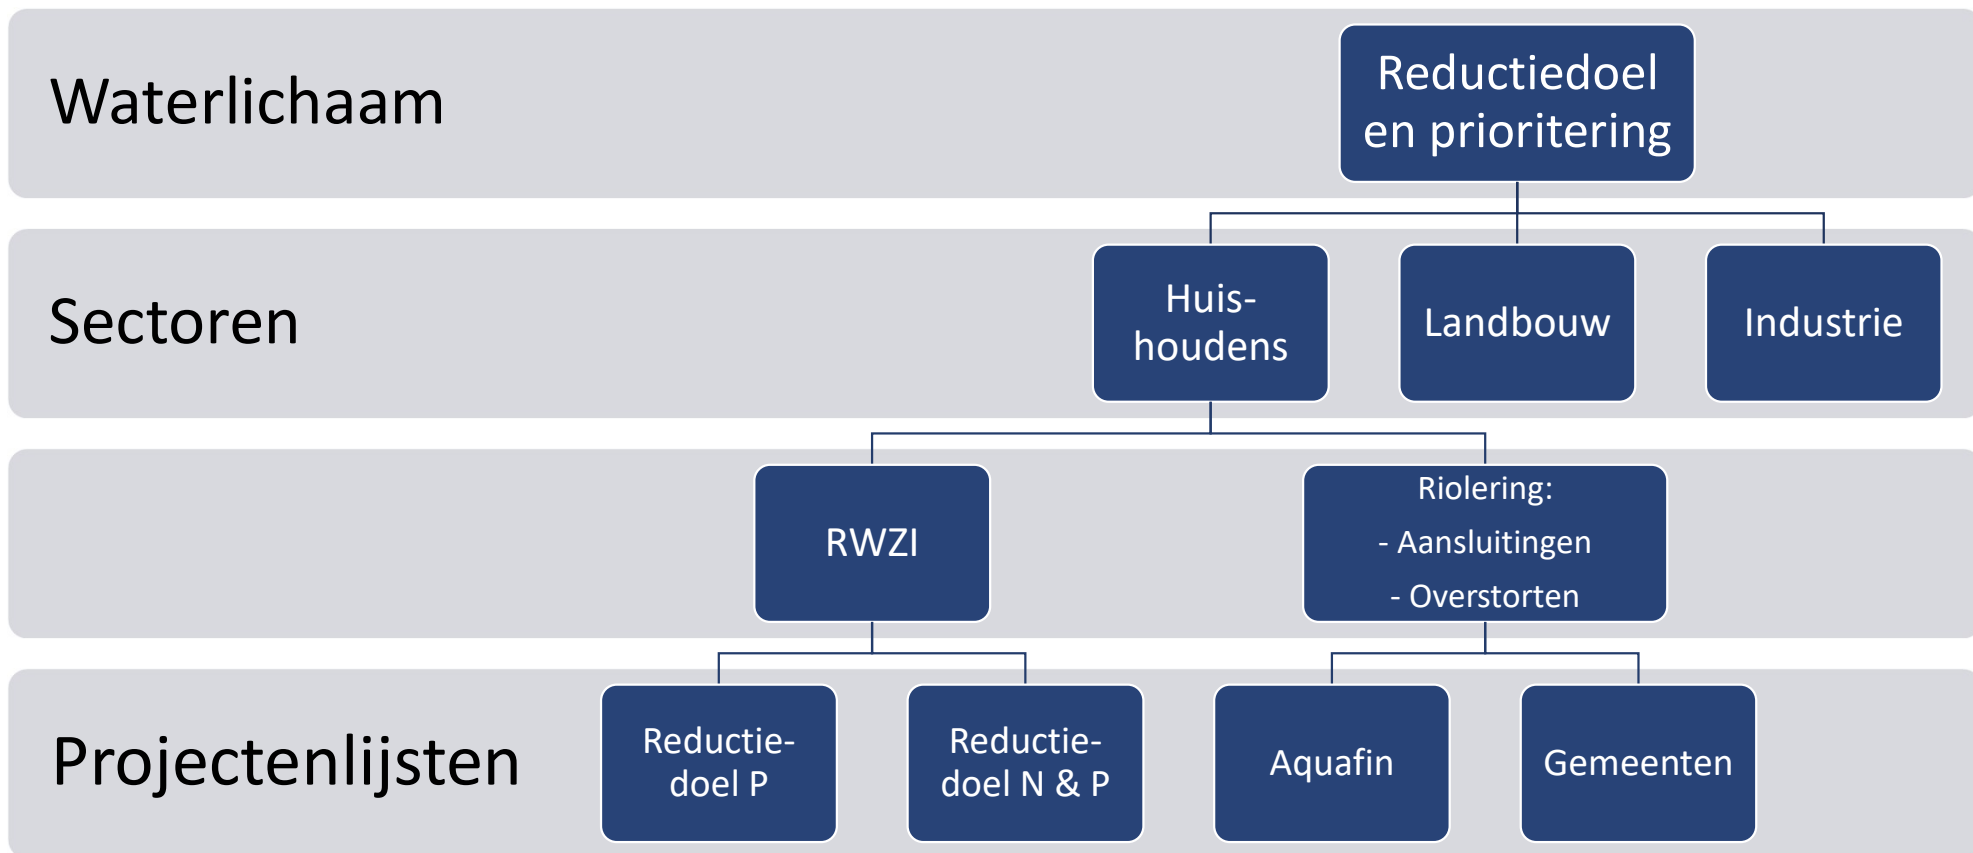 Waterlichaam
Reductiedoel
en prioritering
Sectoren
Huis-
houdens
Landbouw
Industrie
RWZI
Riolering:
- Aansluitingen
- Overstorten
Projectenlijsten
Reductie-
doel P
Reductie-
doel N & P
Aquafin
Gemeenten